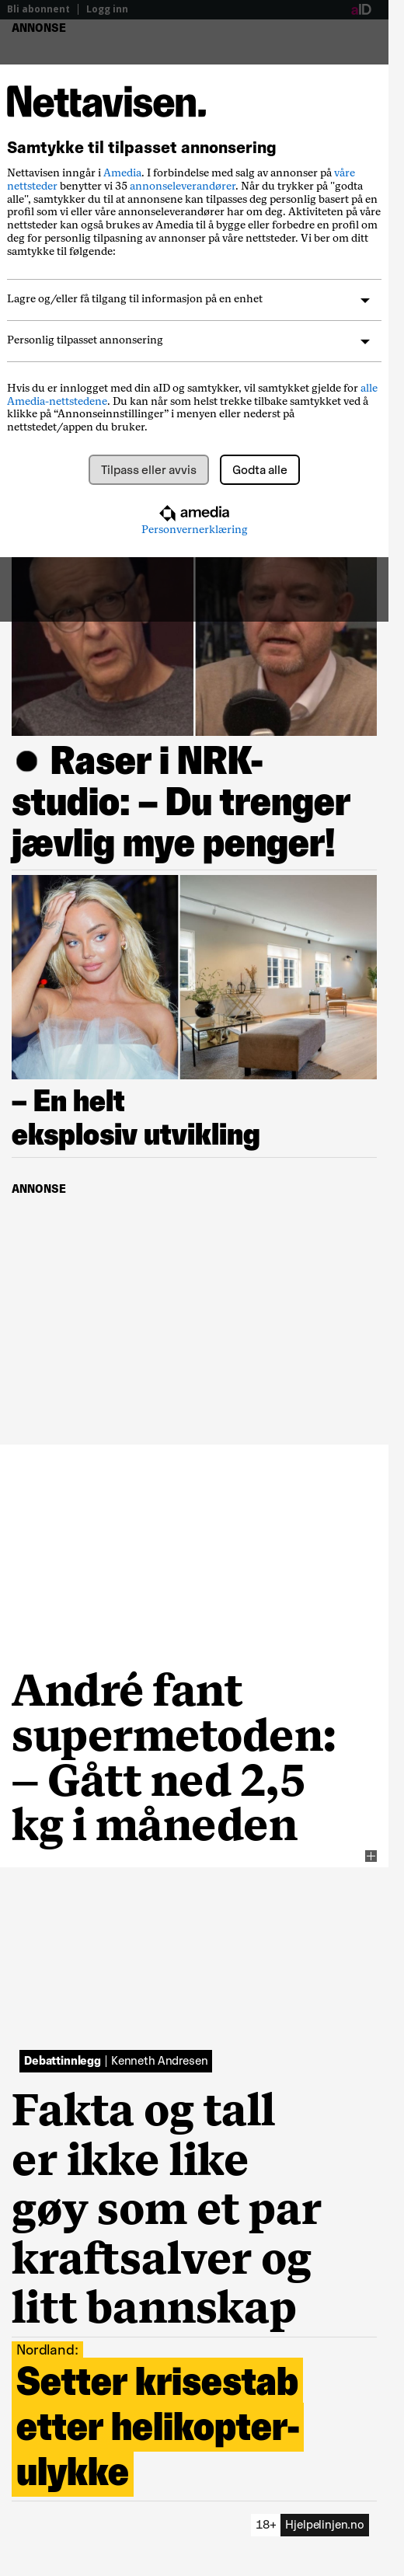 Bli abonnent | Logg inn
aID
ANNONSE
Nettavisen.
Samtykke til tilpasset annonsering
Nettavisen inngår i Amedia. I forbindelse med salg av annonser på våre
nettsteder benytter vi 35 annonseleverandører. Når du trykker på "godta
alle", samtykker du til at annonsene kan tilpasses deg personlig basert på en
profil som vi eller våre annonseleverandører har om deg. Aktiviteten på våre
nettsteder kan også brukes av Amedia til å bygge eller forbedre en profil om
deg for personlig tilpasning av annonser på våre nettsteder. Vi ber om ditt
samtykke til følgende:
Lagre og/eller få tilgang til informasjon på en enhet
Personlig tilpasset annonsering
Hvis du er innlogget med din aID og samtykker, vil samtykket gjelde for alle
Amedia-nettstedene. Du kan når som helst trekke tilbake samtykket ved å
klikke på “Annonseinnstillinger” i menyen eller nederst på
nettstedet/appen du bruker.
Tilpass eller avvis
Godta alle
amedia
Personvernerklæring
Raser i NRK-
studio: – Du trenger
jævlig mye penger!
– En helt
eksplosiv utvikling
ANNONSE
André fant
supermetoden:
– Gått ned 2,5
kg i måneden
Debattinnlegg | Kenneth Andresen
Fakta og tall
er ikke like
gøy som et par
kraftsalver og
litt bannskap
Nordland:
Setter krisestab
etter helikopter-
ulykke
18+ Hjelpelinjen.no